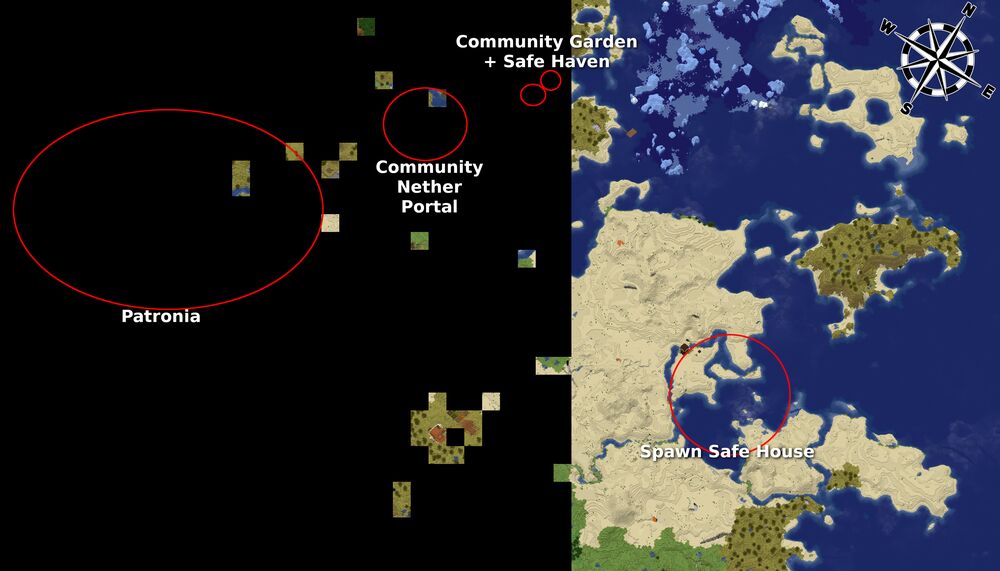 N
W
Community Garden
+ Safe Haven
E
S
Community
Nether
Portal
Patronia
Spawn Safe House